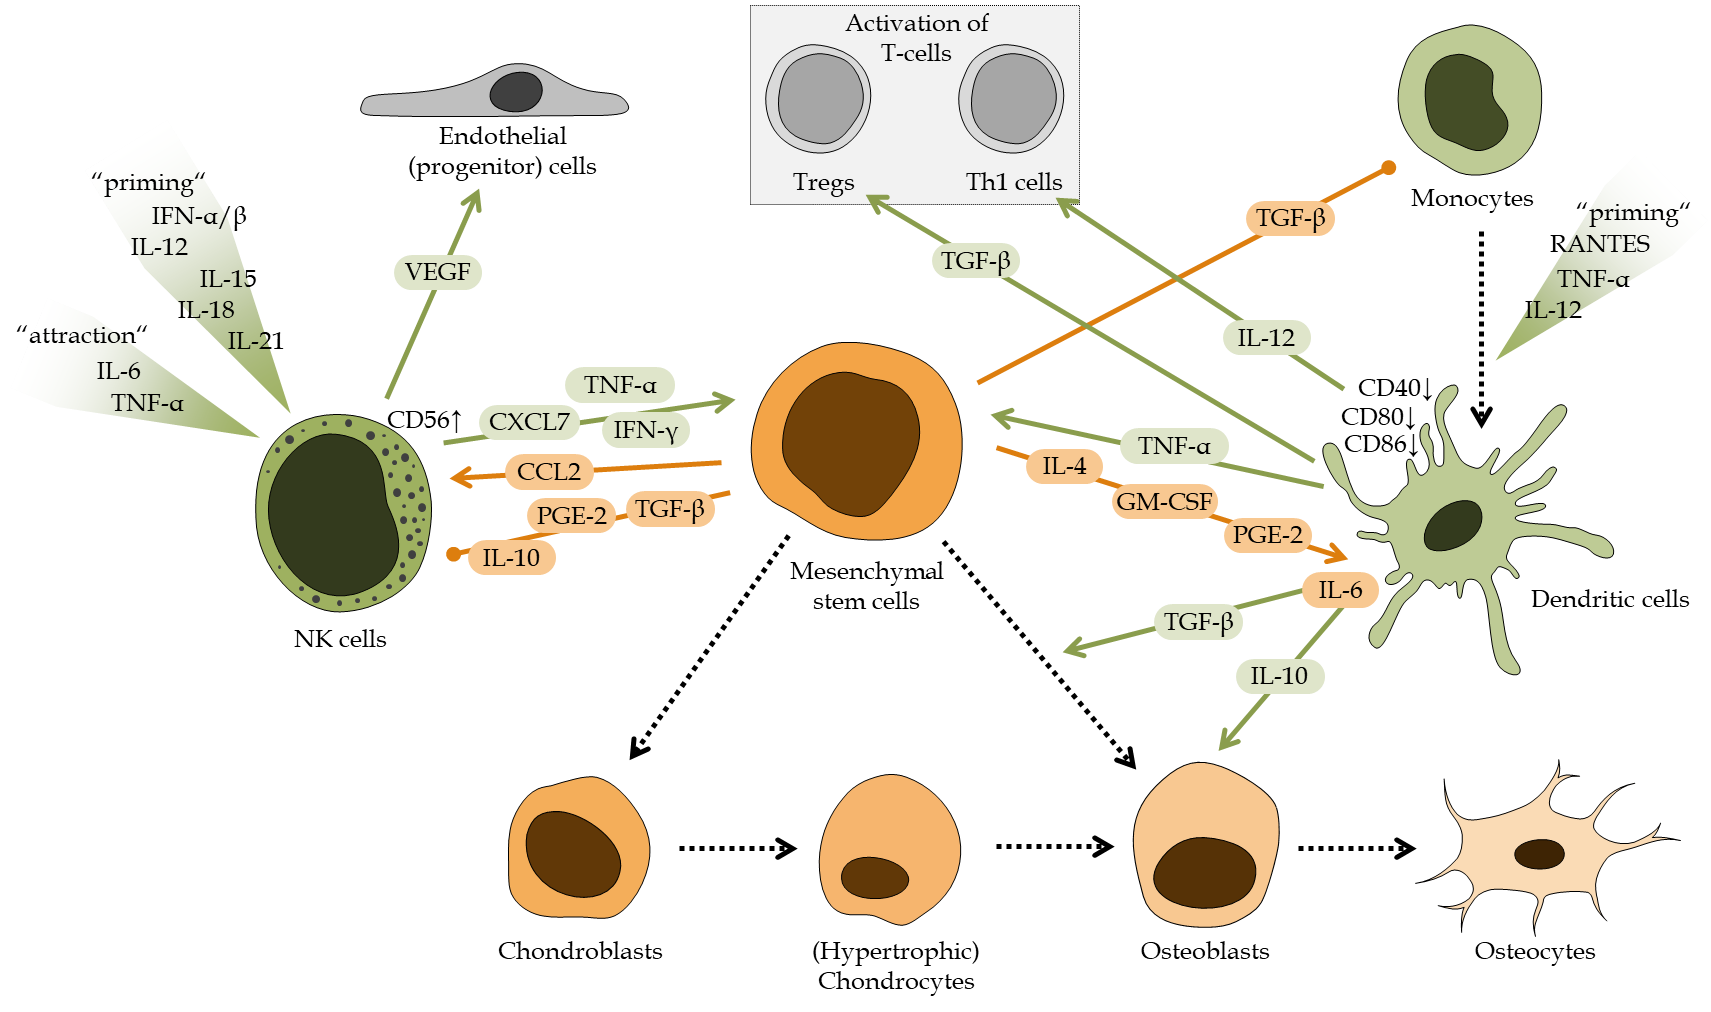 Activation of
T-cells
Tregs
Th1 cells
Endothelial
(progenitor) cells
Monocytes
“priming“
IFN-α/β
IL-12
IL-15
IL-18
IL-21
“attraction“
IL-6
TNF-α
“priming“
RANTES
TNF-α
IL-12
VEGF
TGF-β
TGF-β
IL-12
CD56↑
CXCL7
TNF-α
IFN-γ
CCL2
PGE-2
TGF-β
IL-10
CD40↓
CD80↓
CD86↓
TNF-α
IL-4
GM-CSF
PGE-2
IL-6
TGF-β
IL-10
NK cells
Mesenchymal
stem cells
Dendritic cells
Chondroblasts
(Hypertrophic)
Chondrocytes
Osteoblasts
Osteocytes